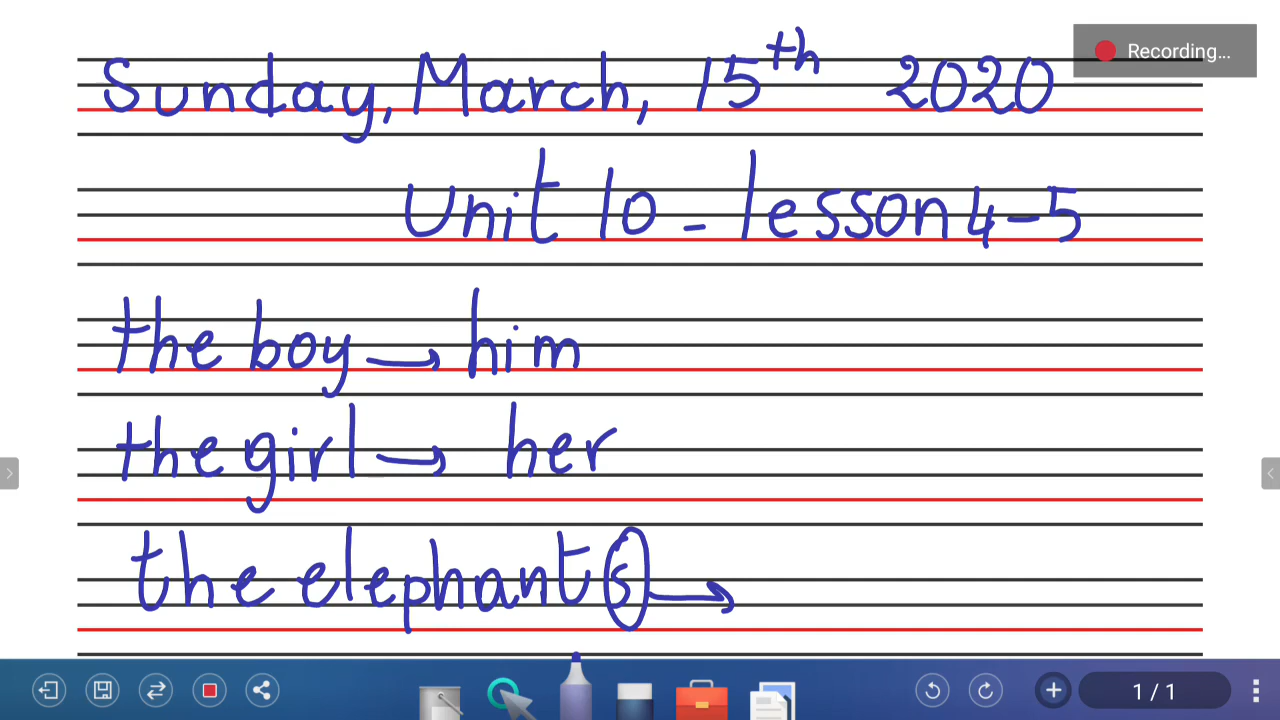 Recording...
Sunday, March, 15th 2020
Unit 10 - lesson 4-5
the boy → him
the girl → her
the elephants →
1 / 1